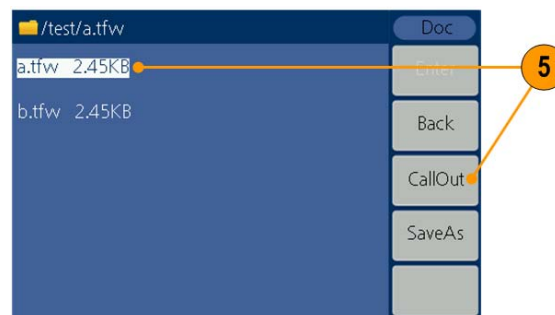 /test/a.tfw
Doc
a.tfw 2.45KB
Enter
5
b.tfw 2.45KB
Back
CallOut
SaveAs